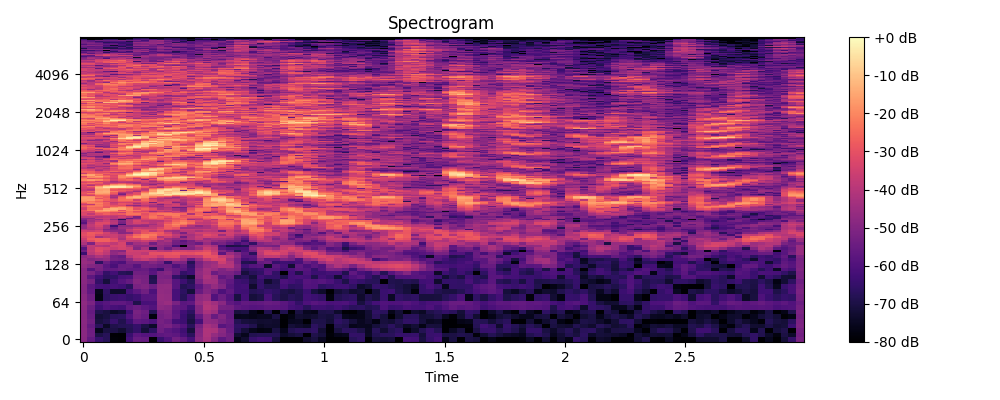 Spectrogram
Hz
4096
2048
1024
512
256
128
64
0
0
0.5
1
1.5
2
2.5
Time
+0 dB
-10 dB
-20 dB
-30 dB
-40 dB
-50 dB
-60 dB
-70 dB
-80 dB